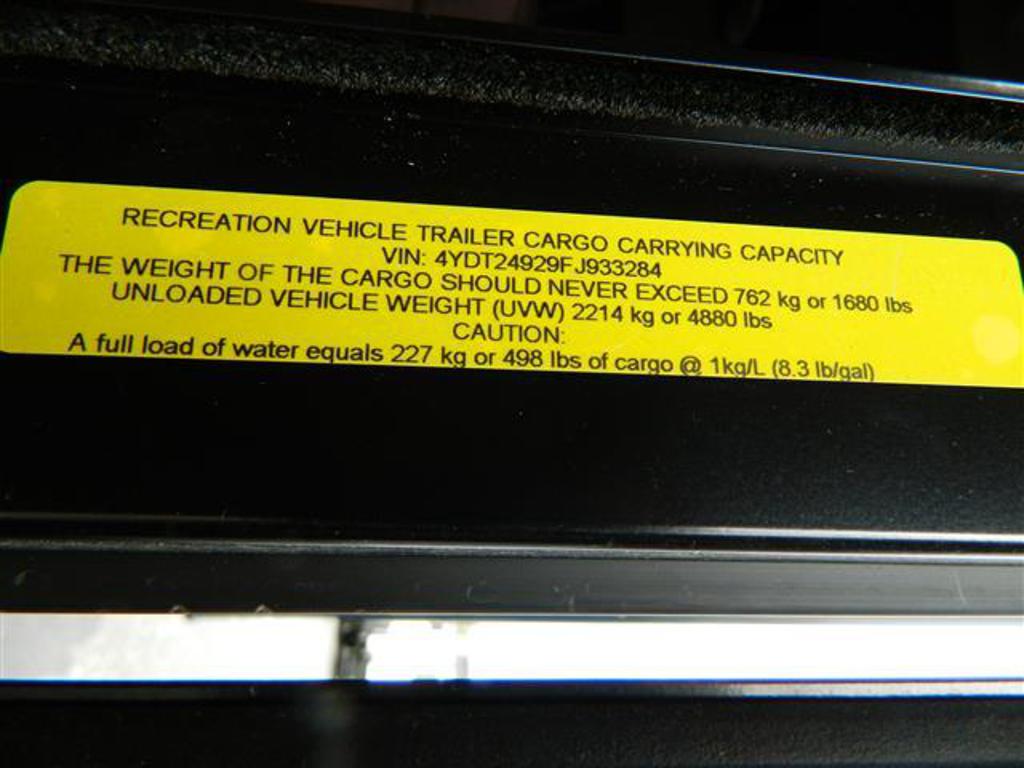 RECREATION VEHICLE TRAILER CARGO CARRYING CAPACITY
VIN: 4YDT24929FJ933284
THE WEIGHT OF THE CARGO SHOULD NEVER EXCEED 762 kg or 1680 lbs
UNLOADED VEHICLE WEIGHT (UVW) 2214 kg or 4880 lbs
CAUTION:
A full load of water equals 227 kg or 498 lbs of cargo @ 1kg/L (8.3 lb/gal)